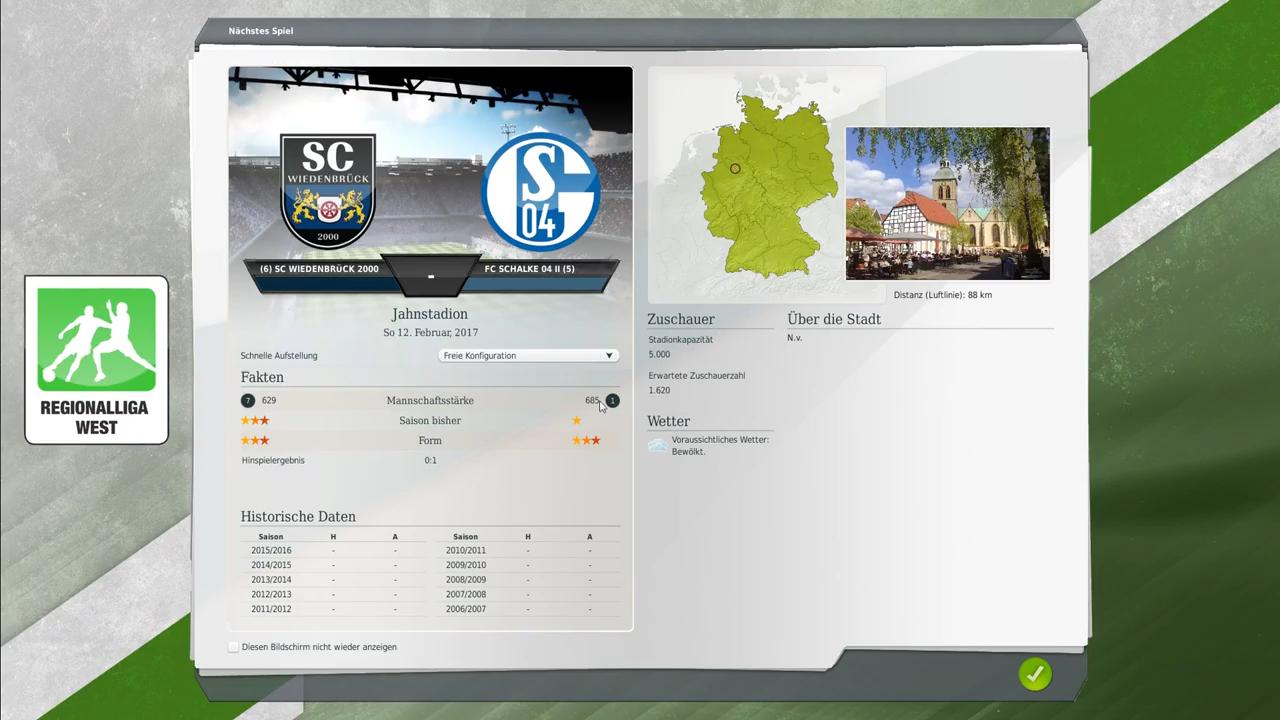 Nächstes Spiel
SC
WIEDENBRÜCK
2000
S
04
(6) SC WIEDENBRÜCK 2000 - FC SCHALKE 04 II (5)
Jahnstadion
So 12. Februar, 2017
Schnelle Aufstellung Freie Konfiguration
Fakten
7 629 Mannschaftsstärke 685 1
Saison bisher
Form
Hinspielergebnis 0:1
Historische Daten
Saison H A Saison H A
2015/2016 - - 2010/2011 - -
2014/2015 - - 2009/2010 - -
2013/2014 - - 2008/2009 - -
2012/2013 - - 2007/2008 - -
2011/2012 - - 2006/2007 - -
Diesen Bildschirm nicht wieder anzeigen
Distanz (Luftlinie): 88 km
Zuschauer
Stadionkapazität
5.000
Erwartete Zuschauerzahl
1.620
Wetter
Voraussichtliches Wetter:
Bewölkt.
Über die Stadt
N.v.
REGIONALLIGA
WEST